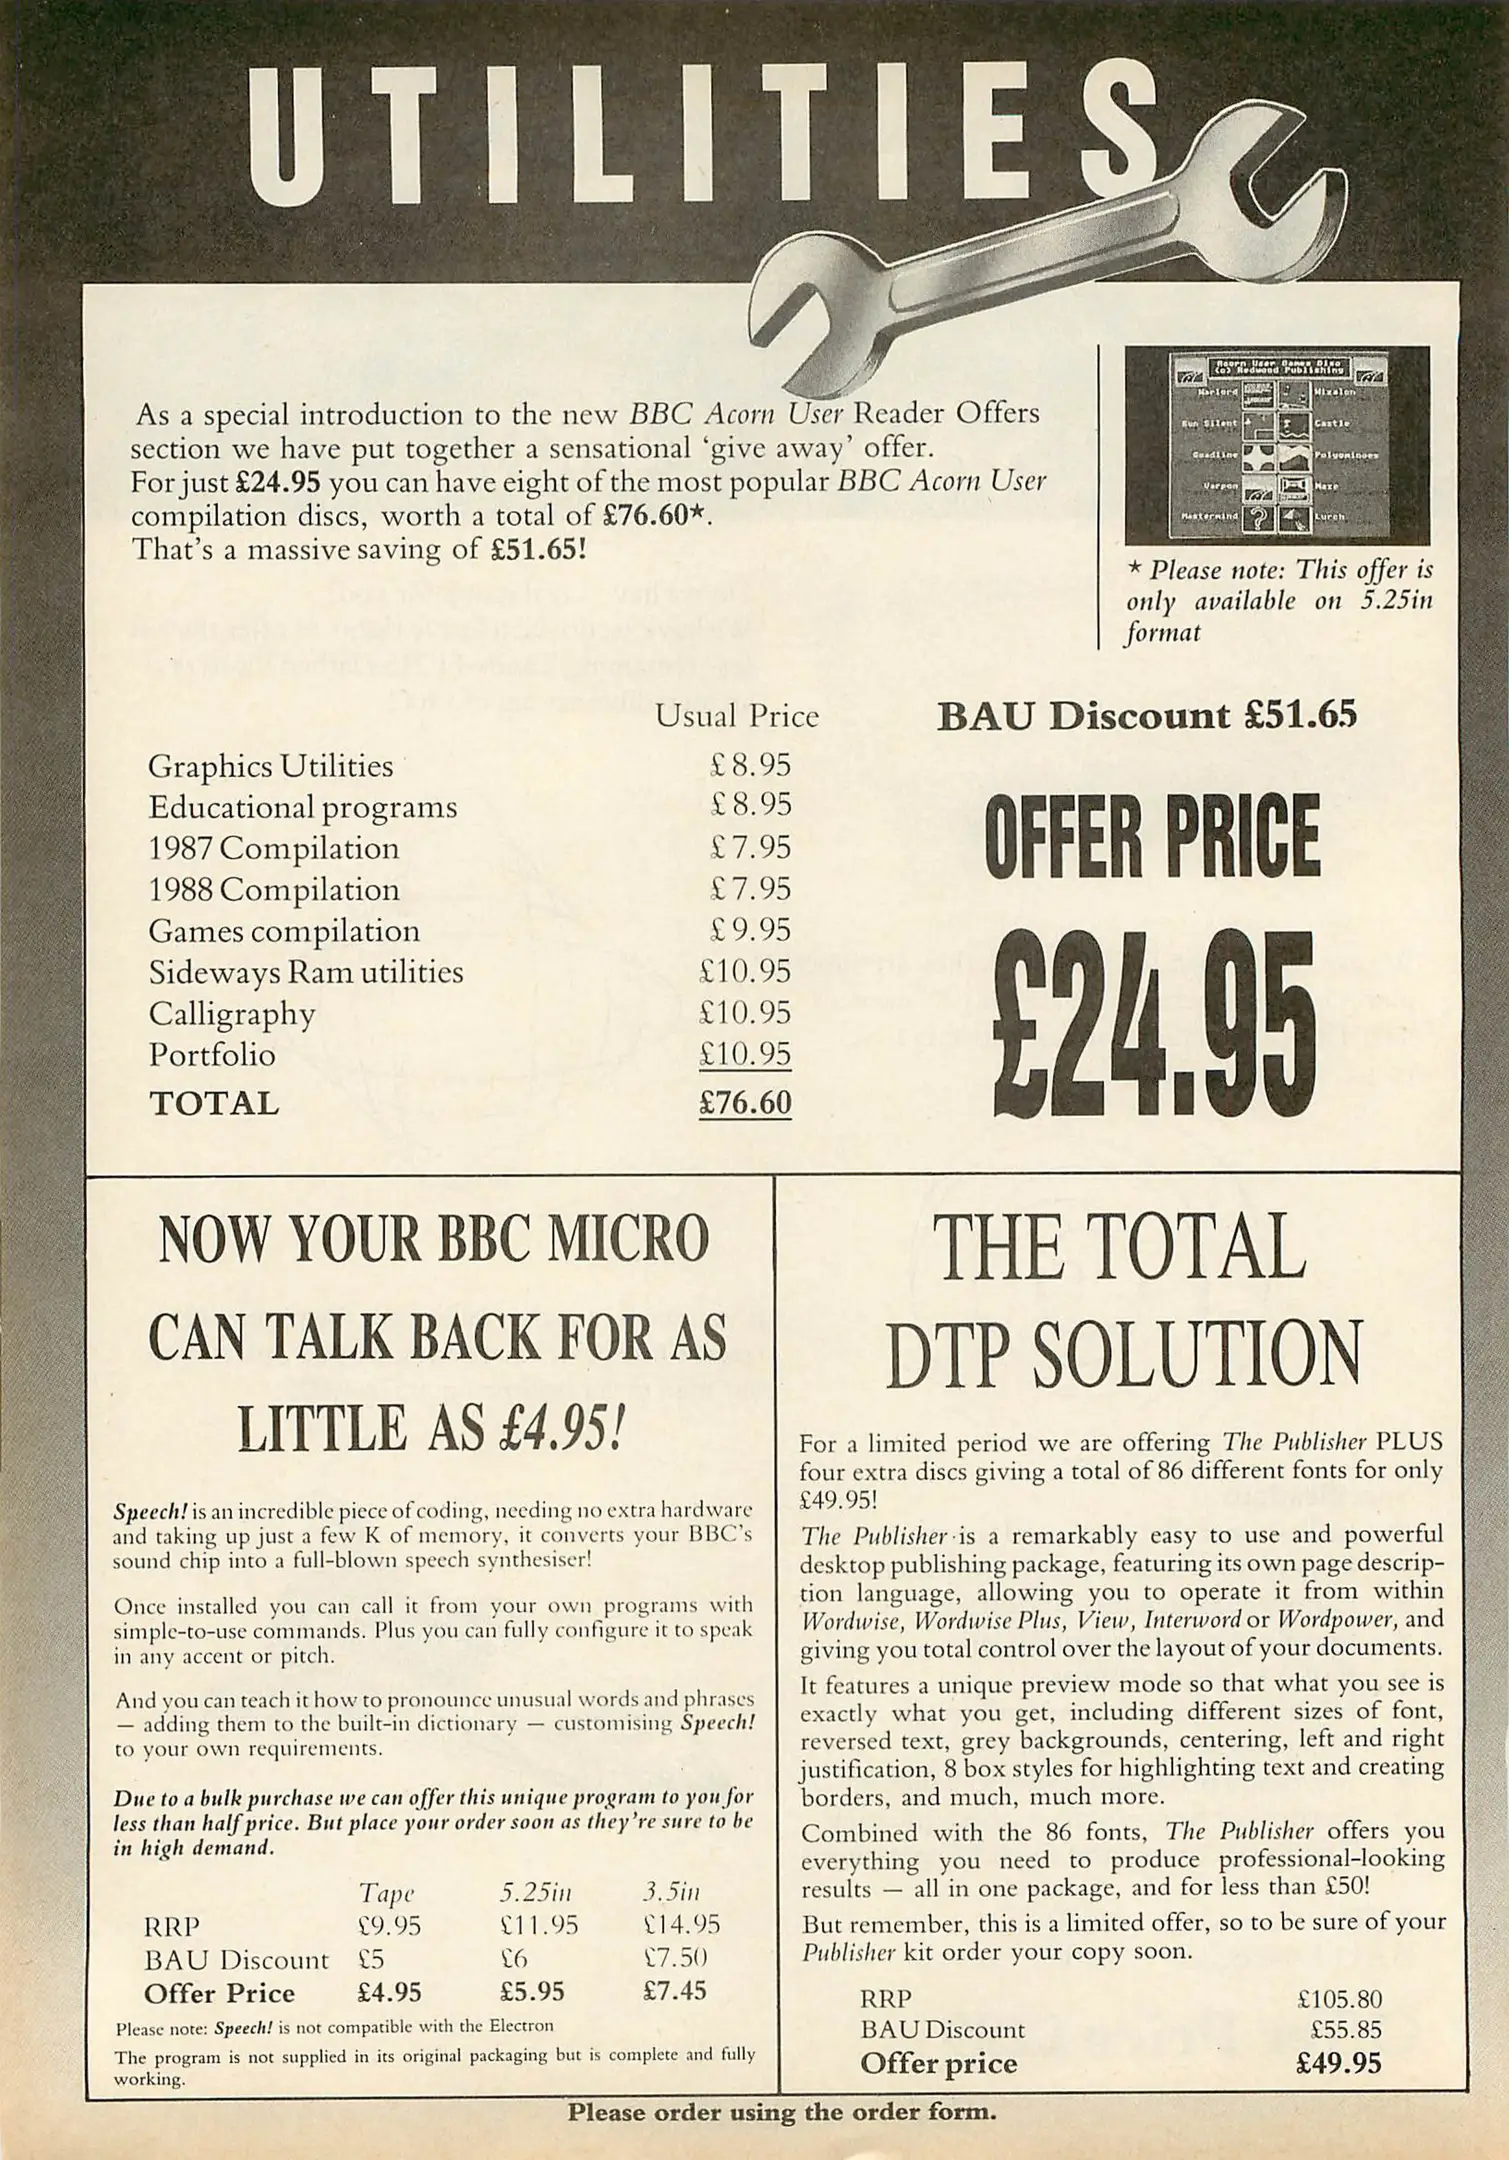 UTILITIES
As a special introduction to the new BBC Acorn User Reader Offers
section we have put together a sensational ‘give away’ offer.
For just £24.95 you can have eight of the most popular BBC Acorn User
compilation discs, worth a total of £76.60★.
That's a massive saving of £51.65!
Acorn User Games Disc
(c) Redwood Publishing
Warlord
Mizelon
Run Silent
Castle
Quadline
Polyominoes
Maze
Mastermind
Lurch
★ Please note: This offer is
only available on 5.25in
format
Usual Price
Graphics Utilities £8.95
Educational programs £8.95
1987 Compilation £7.95
1988 Compilation £7.95
Games compilation £9.95
Sideways Ram utilities £10.95
Calligraphy £10.95
Portfolio £10.95
TOTAL £76.60
BAU Discount £51.65
OFFER PRICE
£24.95
NOW YOUR BBC MICRO
CAN TALK BACK FOR AS
LITTLE AS £4.95!
Speech! is an incredible piece of coding, needing no extra hardware
and taking up just a few K of memory, it converts your BBC's
sound chip into a full-blown speech synthesiser!
Once installed you can call it from your own programs with
simple-to-use commands. Plus you can fully configure it to speak
in any accent or pitch.
And you can teach it how to pronounce unusual words and phrases
— adding them to the built-in dictionary — customising Speech!
to your own requirements.
Due to a bulk purchase we can offer this unique program to you for
less than half price. But place your order soon as they're sure to be
in high demand.
Tape 5.25in 3.5in
RRP £9.95 £11.95 £14.95
BAU Discount £5 £6 £7.50
Offer Price £4.95 £5.95 £7.45
Please note: Speech! is not compatible with the Electron
The program is not supplied in its original packaging but is complete and fully
working.
THE TOTAL
DTP SOLUTION
For a limited period we are offering The Publisher PLUS
four extra discs giving a total of 86 different fonts for only
£49.95!
The Publisher is a remarkably easy to use and powerful
desktop publishing package, featuring its own page descrip-
tion language, allowing you to operate it from within
Wordwise, Wordwise Plus, View, Interword or Wordpower, and
giving you total control over the layout of your documents.
It features a unique preview mode so that what you see is
exactly what you get, including different sizes of font,
reversed text, grey backgrounds, centering, left and right
justification, 8 box styles for highlighting text and creating
borders, and much, much more.
Combined with the 86 fonts, The Publisher offers you
everything you need to produce professional-looking
results — all in one package, and for less than £50!
But remember, this is a limited offer, so to be sure of your
Publisher kit order your copy soon.
RRP £105.80
BAU Discount £55.85
Offer price £49.95
Please order using the order form.